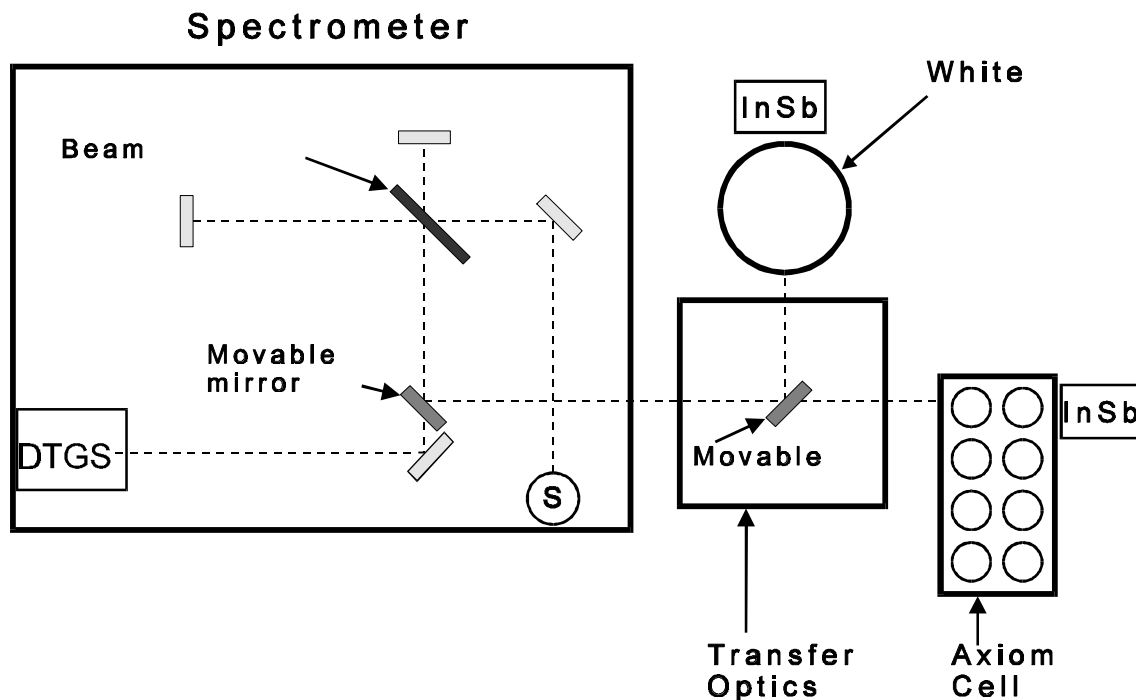 Spectrometer
White
InSb
Beam
Movable
mirror
InSb
DTGS
Movable
S
Transfer
Optics
Axiom
Cell